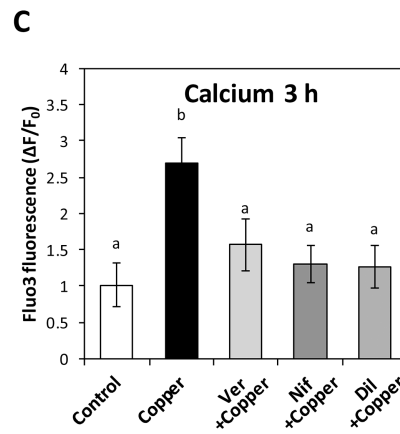 C
Calcium 3 h
Fluo3 fluorescence (ΔF/F₀)
4
3.5
3
2.5
2
1.5
1
0.5
0
a
b
a
a
a
Control
Copper
Ver
+Copper
Nif
+Copper
Dil
+Copper